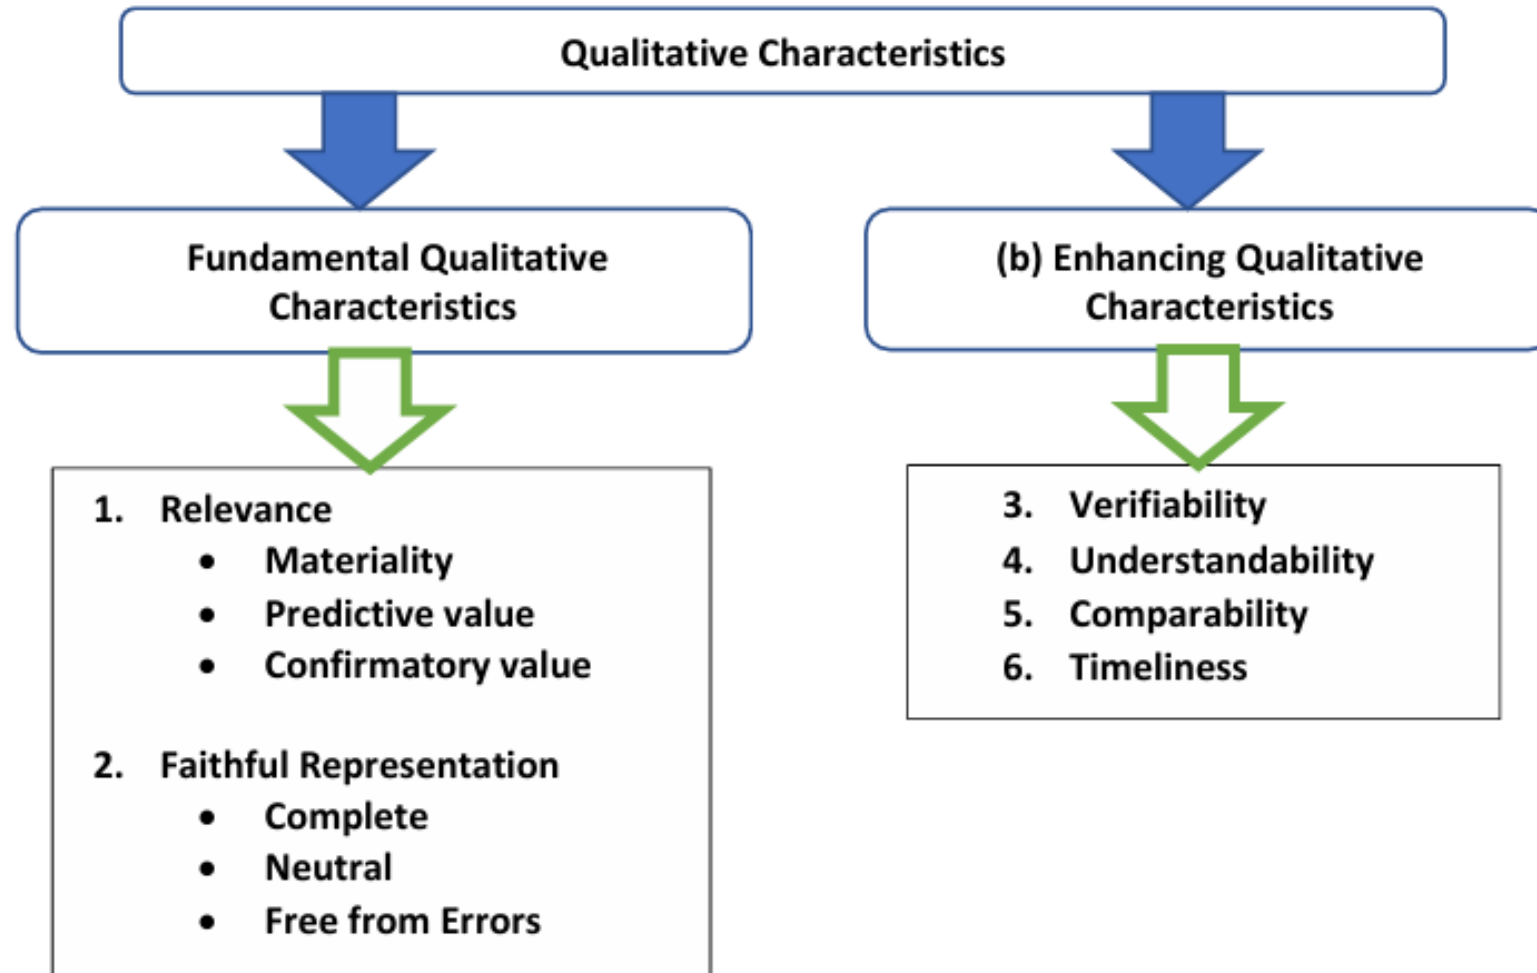 Qualitative Characteristics
Fundamental Qualitative
Characteristics
1. Relevance
• Materiality
• Predictive value
• Confirmatory value
2. Faithful Representation
• Complete
• Neutral
• Free from Errors
(b) Enhancing Qualitative
Characteristics
3. Verifiability
4. Understandability
5. Comparability
6. Timeliness